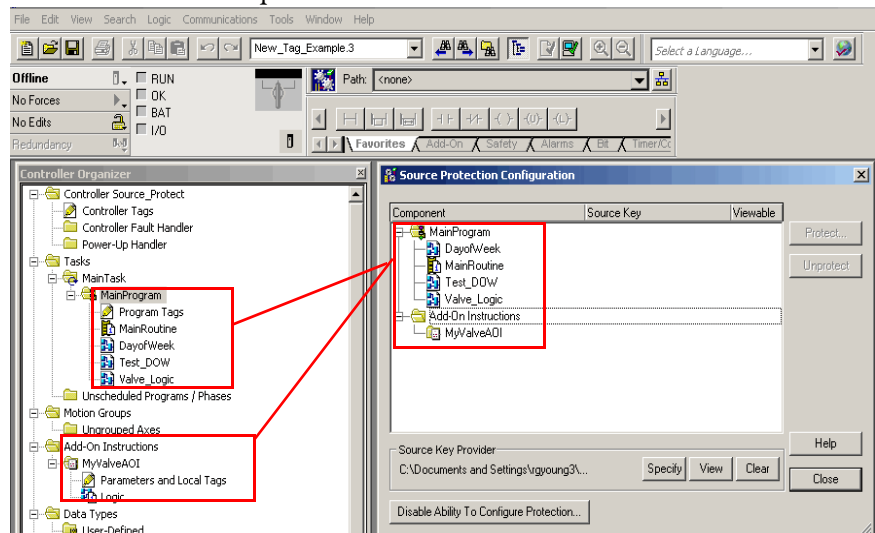 File Edit View Search Logic Communications Tools Window Help
New_Tag_Example.3
Select a Language...
Offline
RUN
Path: <none>
No Forces
OK
No Edits
BAT
Redundancy
I/O
Favorites Add-On Safety Alarms Bit Timer/Cc
Controller Organizer
Controller Source_Protect
Controller Tags
Controller Fault Handler
Power-Up Handler
Tasks
MainTask
MainProgram
Program Tags
MainRoutine
DayofWeek
Test_DOW
Valve_Logic
Unscheduled Programs / Phases
Motion Groups
Ungrouped Axes
Add-On Instructions
MyValveAOI
Parameters and Local Tags
Logic
Data Types
User-Defined
Source Protection Configuration
Component Source Key Viewable
MainProgram
DayofWeek
MainRoutine
Test_DOW
Valve_Logic
Add-On Instructions
MyValveAOI
Protect...
Unprotect
Source Key Provider
C:\Documents and Settings\rgyoung3\...
Specify View Clear
Help
Close
Disable Ability To Configure Protection...